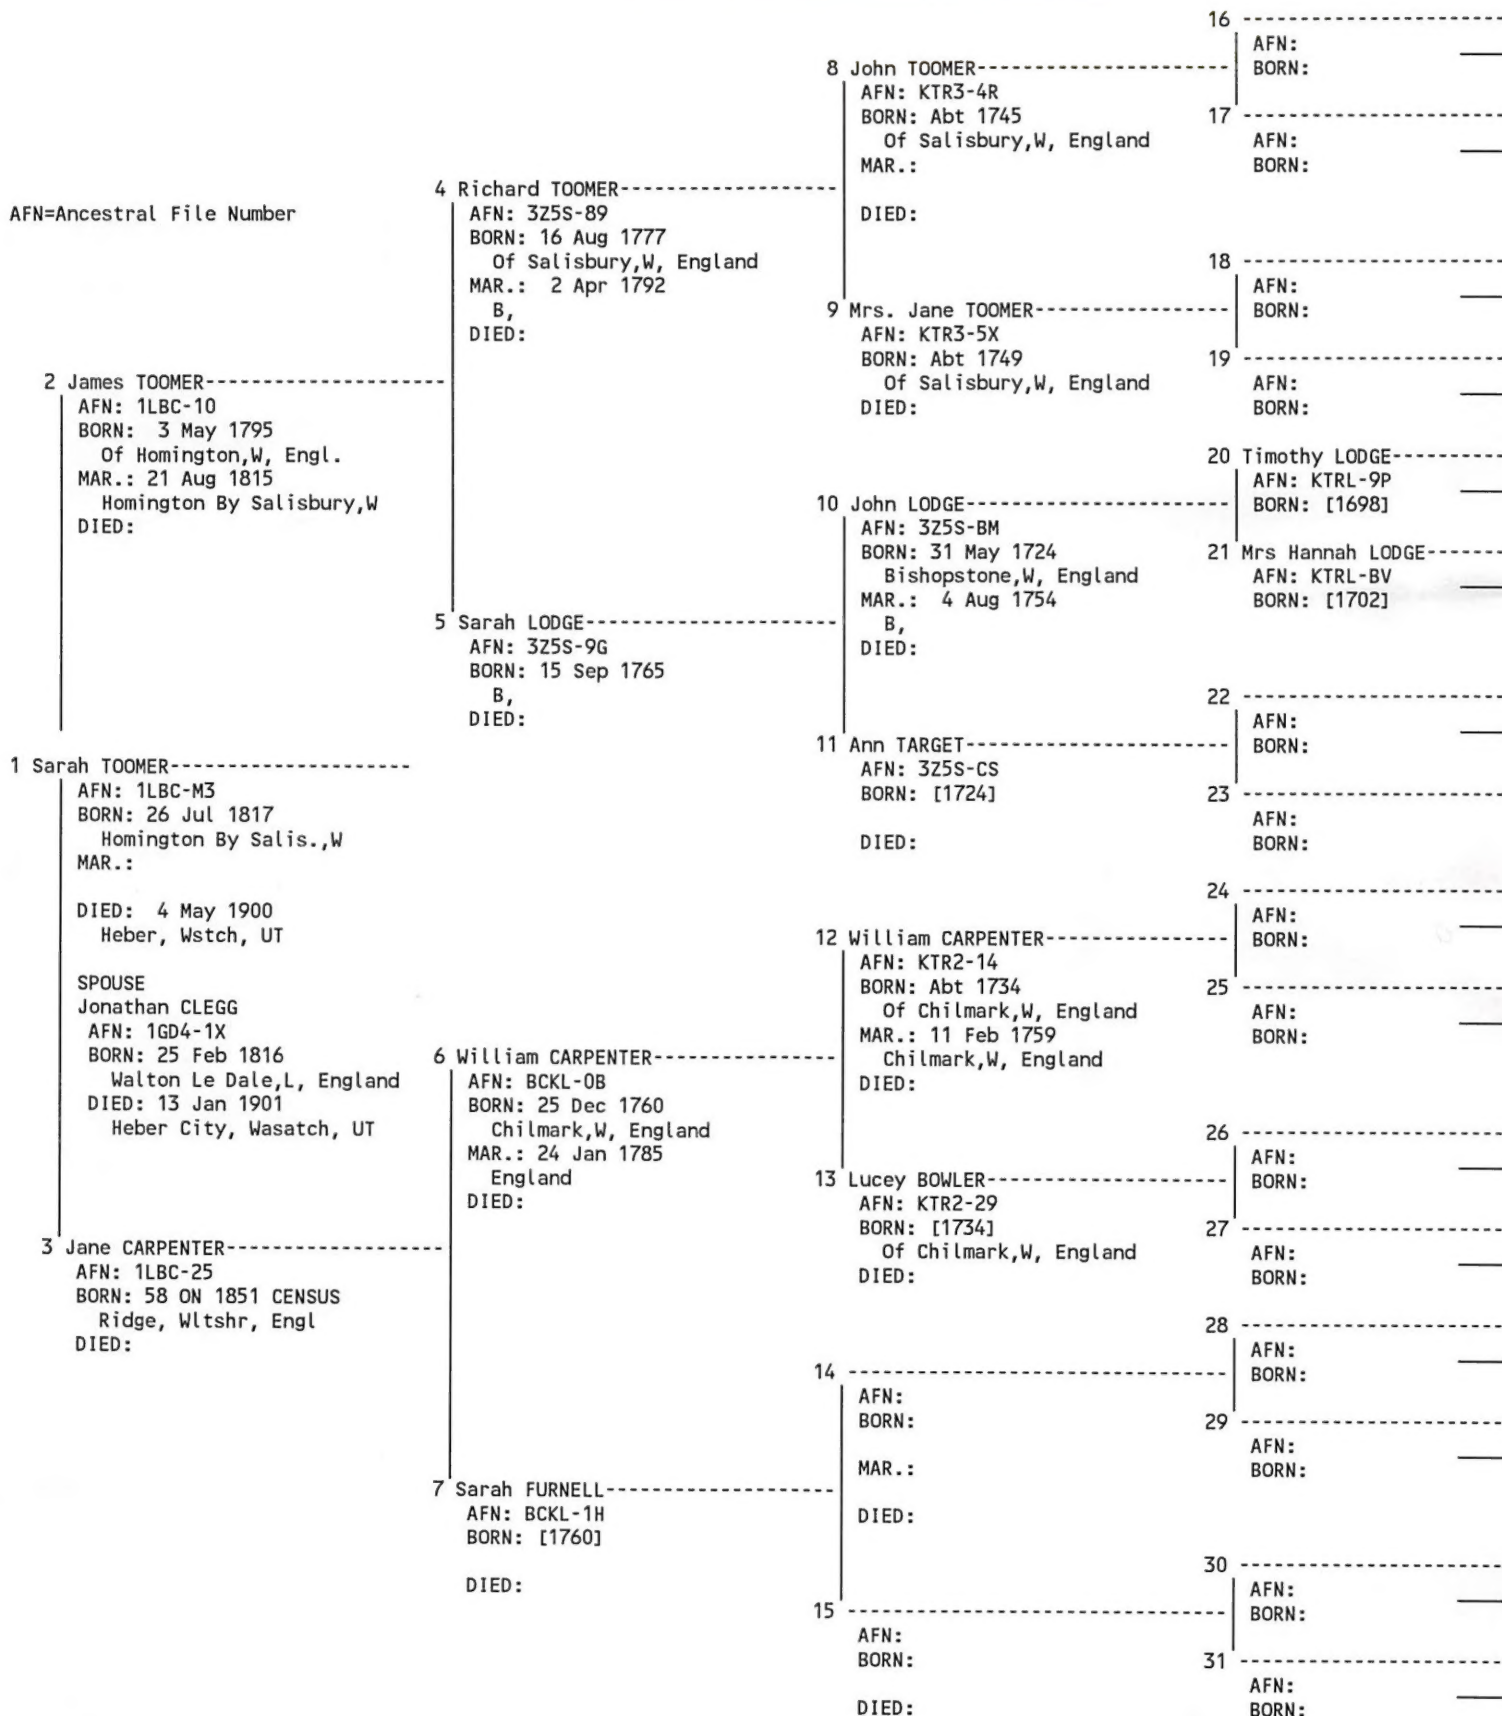 AFN=Ancestral File Number
1 Sarah TOOMER--------------------
AFN: 1LBC-M3
BORN: 26 Jul 1817
Homington By Salis.,W
MAR.:
DIED:  4 May 1900
Heber, Wstch, UT
SPOUSE
Jonathan CLEGG
AFN: 1GD4-1X
BORN: 25 Feb 1816
Walton Le Dale,L, England
DIED: 13 Jan 1901
Heber City, Wasatch, UT
2 James TOOMER--------------------
AFN: 1LBC-10
BORN:  3 May 1795
Of Homington,W, Engl.
MAR.: 21 Aug 1815
Homington By Salisbury,W
DIED:
3 Jane CARPENTER------------------
AFN: 1LBC-25
BORN: 58 ON 1851 CENSUS
Ridge, Wltshr, Engl
DIED:
4 Richard TOOMER------------------
AFN: 3Z5S-89
BORN: 16 Aug 1777
Of Salisbury,W, England
MAR.:  2 Apr 1792
B,
DIED:
5 Sarah LODGE---------------------
AFN: 3Z5S-9G
BORN: 15 Sep 1765
B,
DIED:
6 William CARPENTER---------------
AFN: BCKL-0B
BORN: 25 Dec 1760
Chilmark,W, England
MAR.: 24 Jan 1785
England
DIED:
7 Sarah FURNELL-------------------
AFN: BCKL-1H
BORN: [1760]
DIED:
8 John TOOMER---------------------
AFN: KTR3-4R
BORN: Abt 1745
Of Salisbury,W, England
MAR.:
DIED:
9 Mrs. Jane TOOMER----------------
AFN: KTR3-5X
BORN: Abt 1749
Of Salisbury,W, England
DIED:
10 John LODGE----------------------
AFN: 3Z5S-BM
BORN: 31 May 1724
Bishopstone,W, England
MAR.:  4 Aug 1754
B,
DIED:
11 Ann TARGET----------------------
AFN: 3Z5S-CS
BORN: [1724]
DIED:
12 William CARPENTER---------------
AFN: KTR2-14
BORN: Abt 1734
Of Chilmark,W, England
MAR.: 11 Feb 1759
Chilmark,W, England
DIED:
13 Lucey BOWLER--------------------
AFN: KTR2-29
BORN: [1734]
Of Chilmark,W, England
DIED:
14 --------------------------------
AFN:
BORN:
MAR.:
DIED:
15 --------------------------------
AFN:
BORN:
DIED:
16 ----------------------
AFN:
BORN:
17 ----------------------
AFN:
BORN:
18 ----------------------
AFN:
BORN:
19 ----------------------
AFN:
BORN:
20 Timothy LODGE---------
AFN: KTRL-9P
BORN: [1698]
21 Mrs Hannah LODGE------
AFN: KTRL-BV
BORN: [1702]
22 ----------------------
AFN:
BORN:
23 ----------------------
AFN:
BORN:
24 ----------------------
AFN:
BORN:
25 ----------------------
AFN:
BORN:
26 ----------------------
AFN:
BORN:
27 ----------------------
AFN:
BORN:
28 ----------------------
AFN:
BORN:
29 ----------------------
AFN:
BORN:
30 ----------------------
AFN:
BORN:
31 ----------------------
AFN:
BORN: